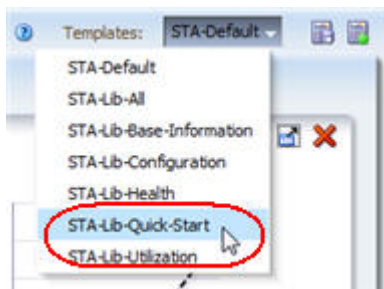 Templates: STA-Default
STA-Default
STA-Lib-All
STA-Lib-Base-Information
STA-Lib-Configuration
STA-Lib-Health
STA-Lib-Quick-Start
STA-Lib-Utilization